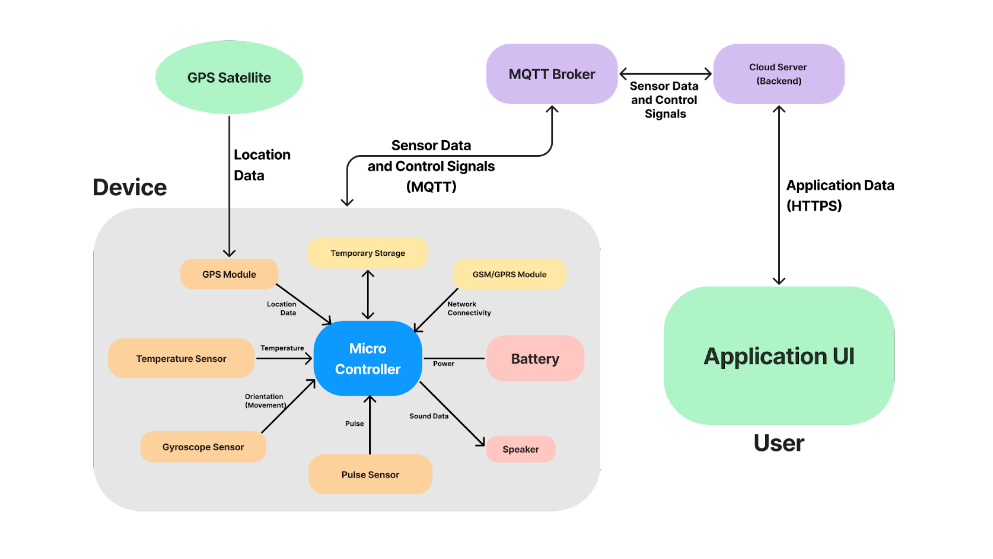 GPS Satellite
MQTT Broker
Cloud Server
(Backend)
Sensor Data
and Control
Signals
Location
Data
Sensor Data
and Control Signals
(MQTT)
Application Data
(HTTPS)
Device
Temporary Storage
GPS Module
GSM/GPRS Module
Location
Data
Network
Connectivity
Micro
Controller
Temperature Sensor
Temperature
Power
Battery
Application UI
Orientation
(Movement)
Sound Data
Pulse
Gyroscope Sensor
Speaker
Pulse Sensor
User